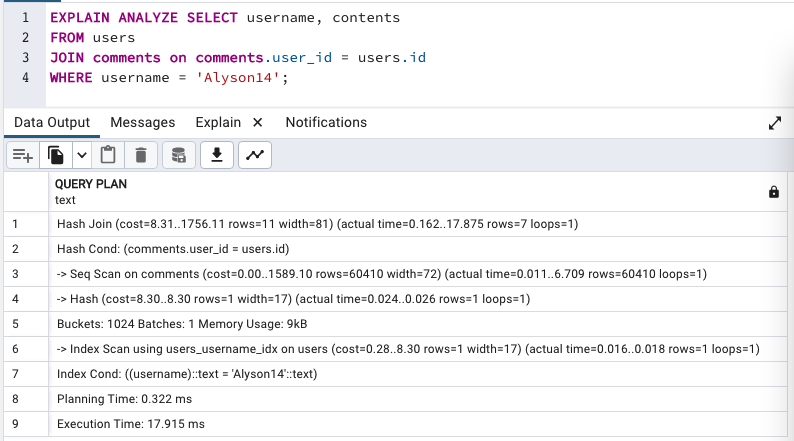 1 EXPLAIN ANALYZE SELECT username, contents
2 FROM users
3 JOIN comments on comments.user_id = users.id
4 WHERE username = 'Alyson14';
Data Output Messages Explain × Notifications
QUERY PLAN
text
1 Hash Join (cost=8.31..1756.11 rows=11 width=81) (actual time=0.162..17.875 rows=7 loops=1)
2 Hash Cond: (comments.user_id = users.id)
3 -> Seq Scan on comments (cost=0.00..1589.10 rows=60410 width=72) (actual time=0.011..6.709 rows=60410 loops=1)
4 -> Hash (cost=8.30..8.30 rows=1 width=17) (actual time=0.024..0.026 rows=1 loops=1)
5 Buckets: 1024 Batches: 1 Memory Usage: 9kB
6 -> Index Scan using users_username_idx on users (cost=0.28..8.30 rows=1 width=17) (actual time=0.016..0.018 rows=1 loops=1)
7 Index Cond: ((username)::text = 'Alyson14'::text)
8 Planning Time: 0.322 ms
9 Execution Time: 17.915 ms